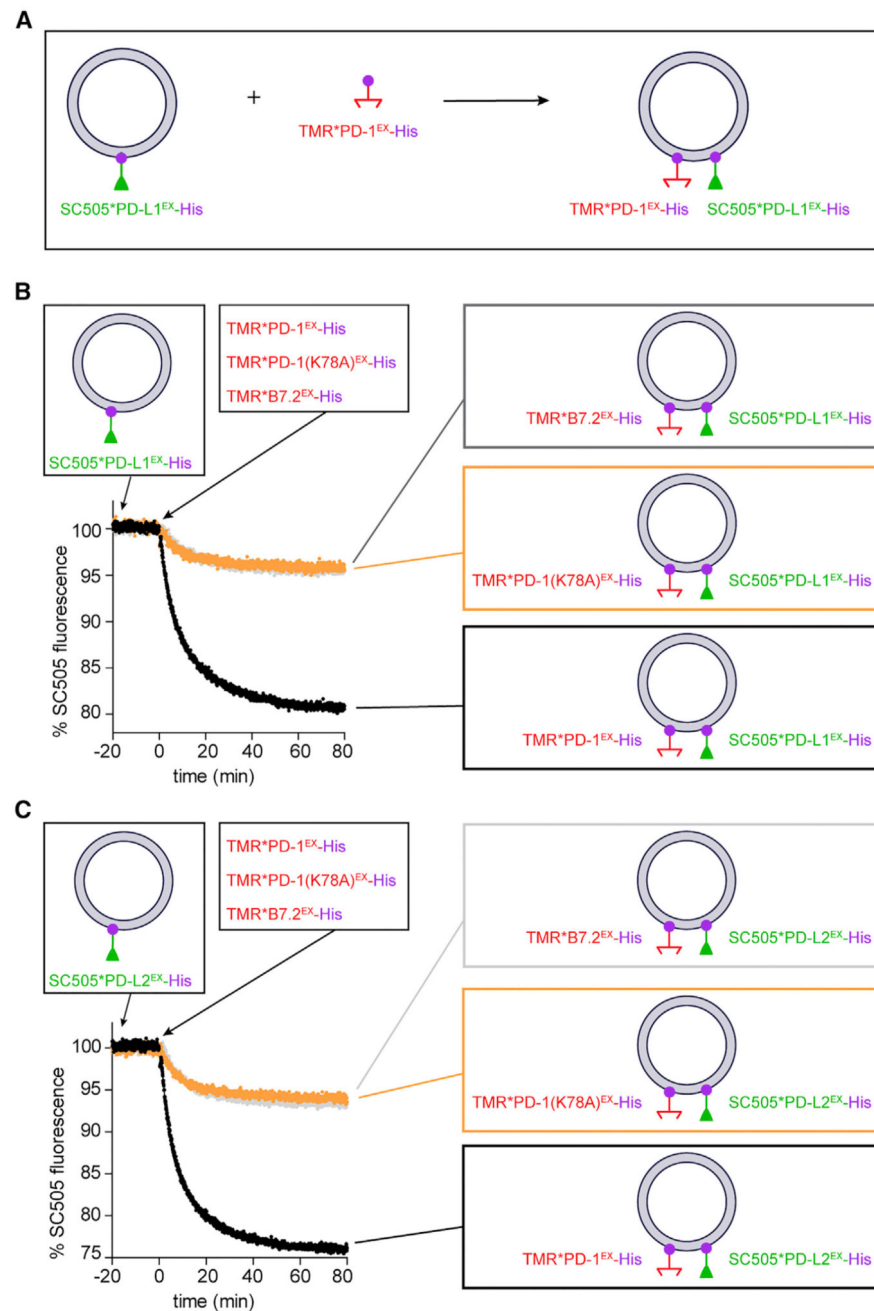 A
+
TMR*PD-1ᴱˣ-His
SC505*PD-L1ᴱˣ-His
TMR*PD-1ᴱˣ-His SC505*PD-L1ᴱˣ-His
B
SC505*PD-L1ᴱˣ-His
TMR*PD-1ᴱˣ-His
TMR*PD-1(K78A)ᴱˣ-His
TMR*B7.2ᴱˣ-His
TMR*B7.2ᴱˣ-His SC505*PD-L1ᴱˣ-His
TMR*PD-1(K78A)ᴱˣ-His SC505*PD-L1ᴱˣ-His
TMR*PD-1ᴱˣ-His SC505*PD-L1ᴱˣ-His
% SC505 fluorescence
100
95
90
85
80
-20 0 20 40 60 80
time (min)
C
SC505*PD-L2ᴱˣ-His
TMR*PD-1ᴱˣ-His
TMR*PD-1(K78A)ᴱˣ-His
TMR*B7.2ᴱˣ-His
TMR*B7.2ᴱˣ-His SC505*PD-L2ᴱˣ-His
TMR*PD-1(K78A)ᴱˣ-His SC505*PD-L2ᴱˣ-His
TMR*PD-1ᴱˣ-His SC505*PD-L2ᴱˣ-His
% SC505 fluorescence
100
95
90
85
80
75
-20 0 20 40 60 80
time (min)